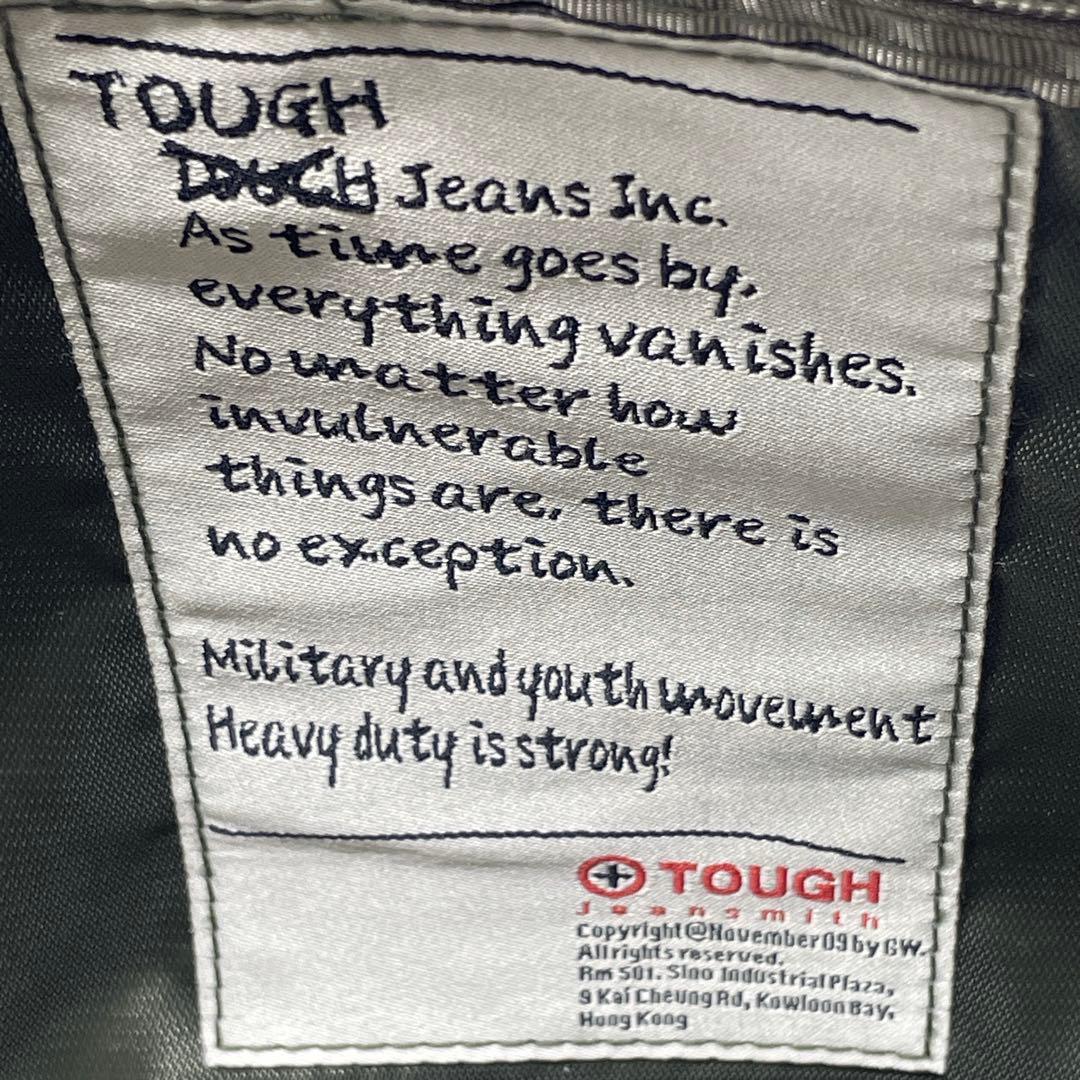 TOUGH
Jeans Inc.
As time goes by,
everything vanishes.
No matter how
invulnerable
things are, there is
no exception.
Military and youth movement
Heavy duty is strong!
TOUGH
Jeansmith
Copyright@November 09 by GW.
All rights reserved.
Rm 501. Sino Industrial Plaza,
9 Kai Cheung Rd, Kowloon Bay,
Hong Kong